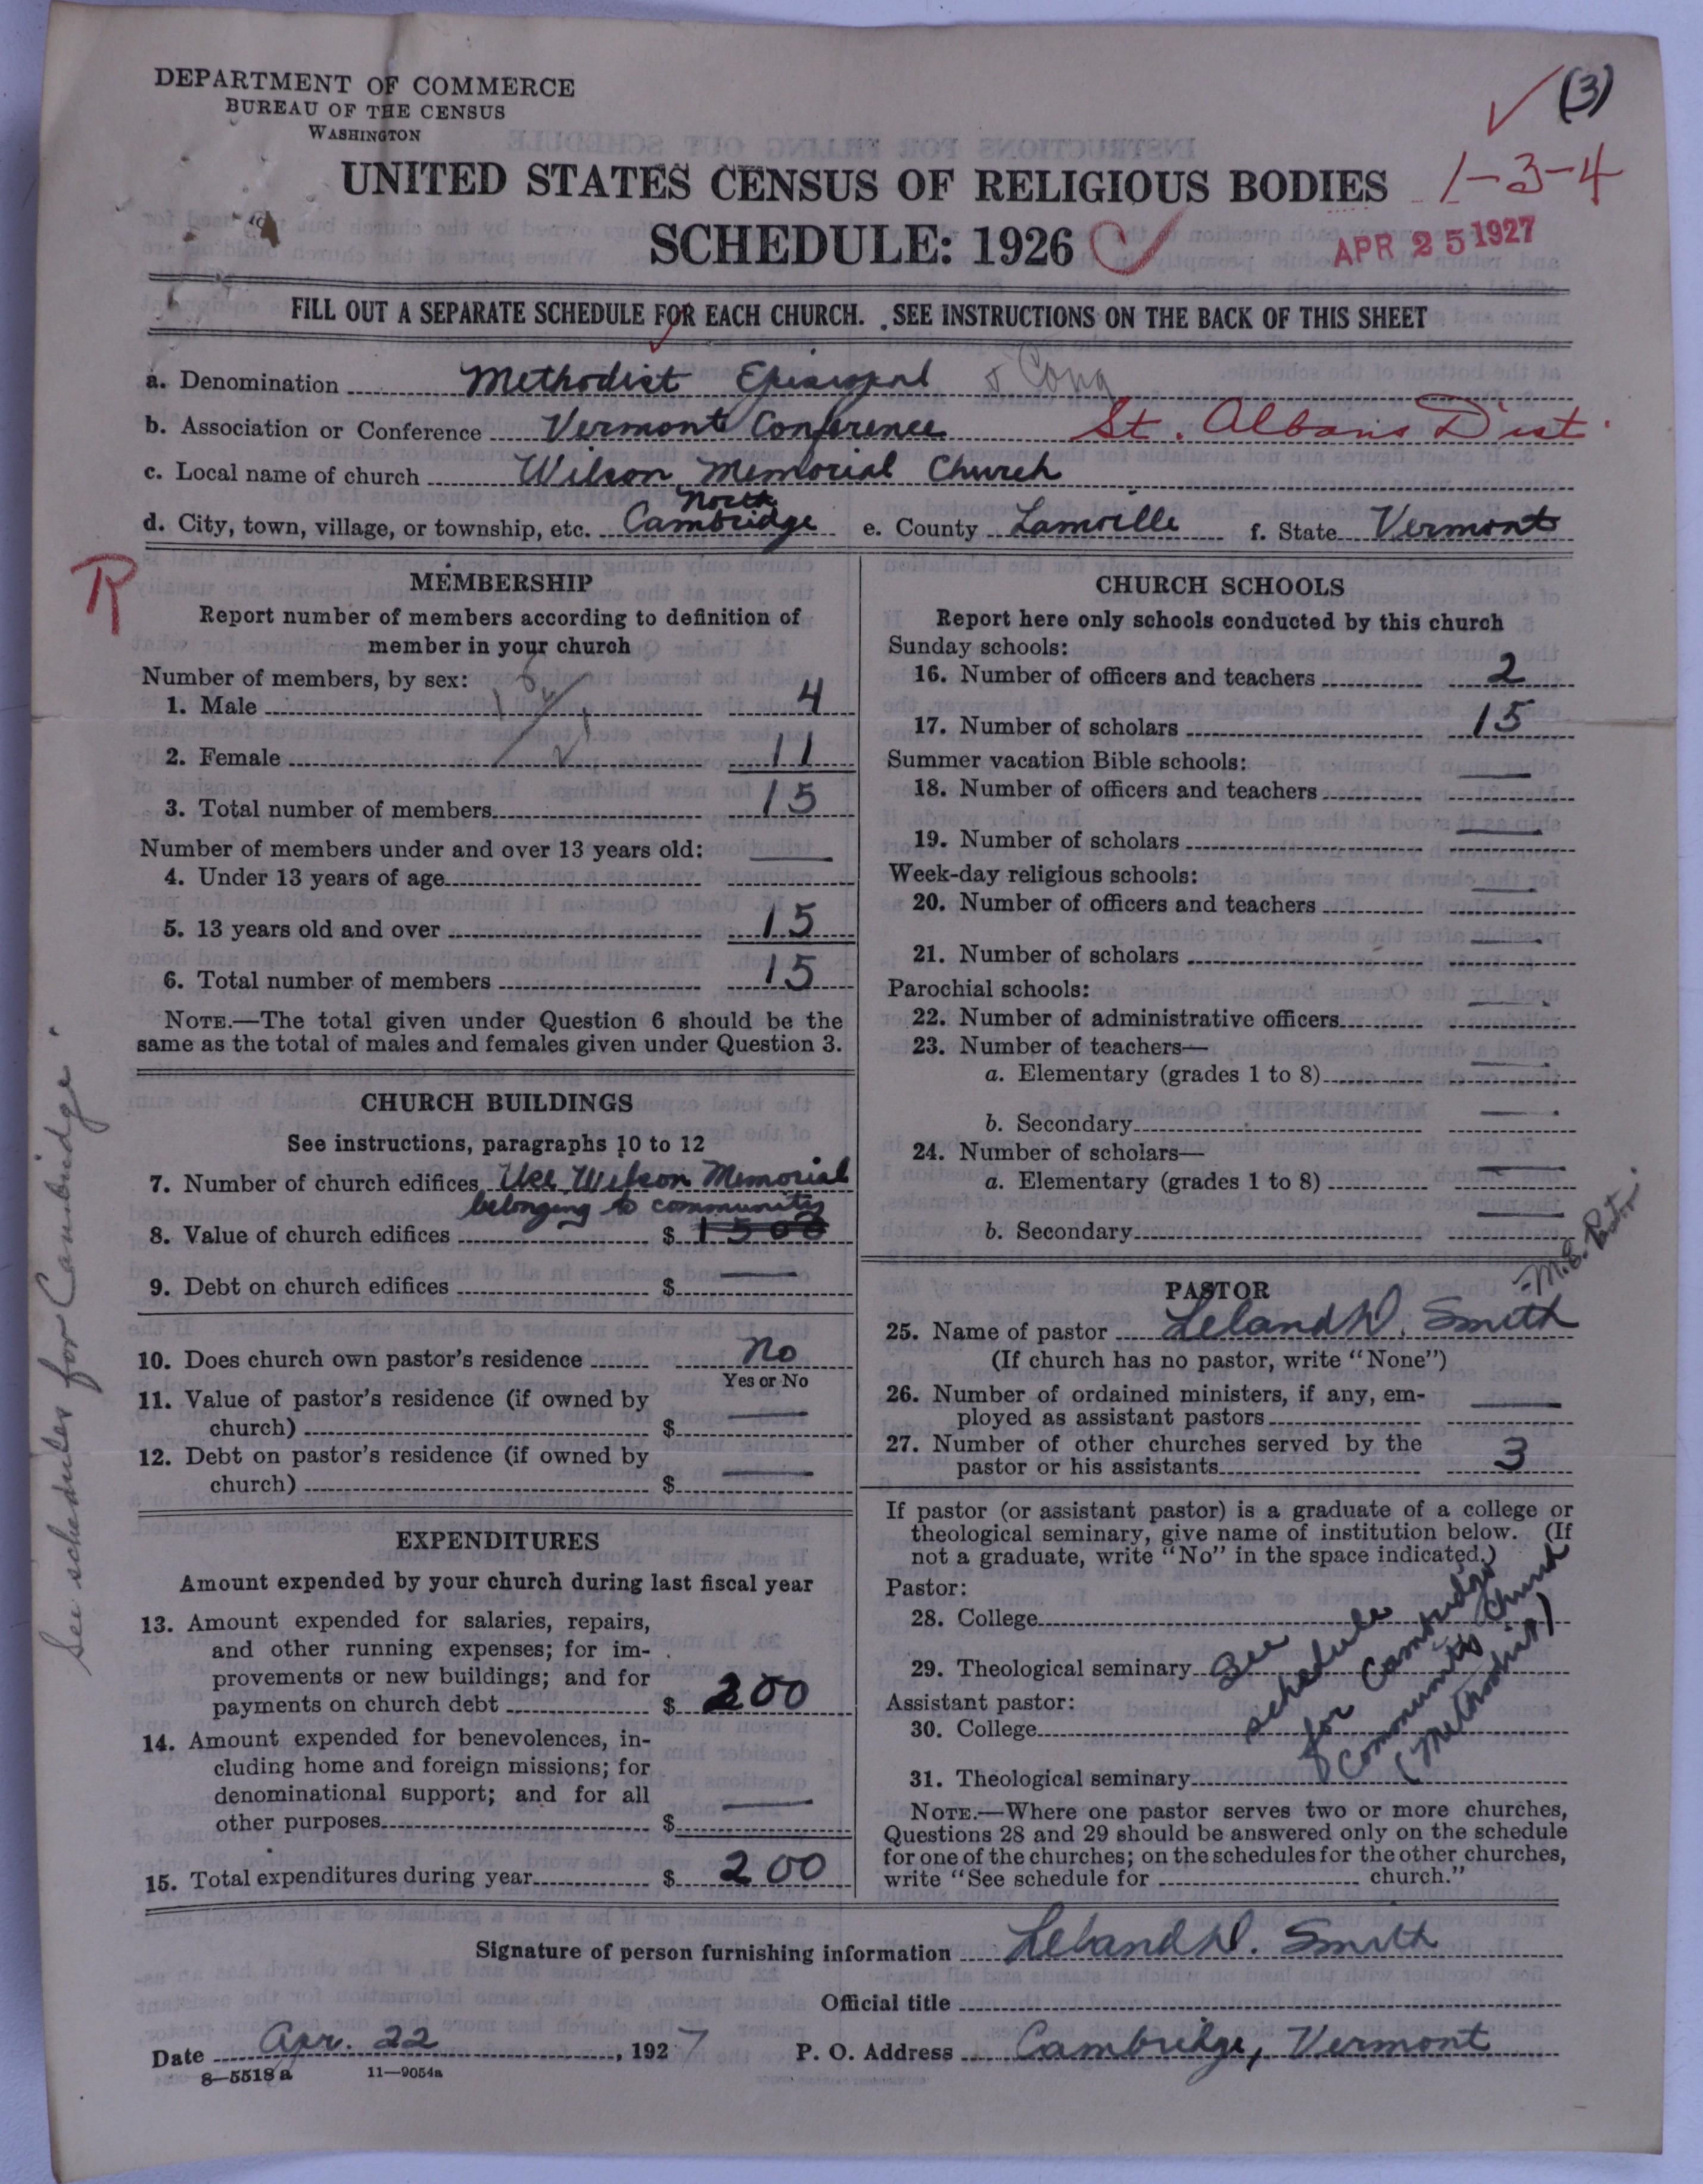 DEPARTMENT OF COMMERCE
BUREAU OF THE CENSUS
WASHINGTON
(3)
UNITED STATES CENSUS OF RELIGIOUS BODIES
1-3-4
SCHEDULE: 1926
APR 25 1927
FILL OUT A SEPARATE SCHEDULE FOR EACH CHURCH. SEE INSTRUCTIONS ON THE BACK OF THIS SHEET
a. Denomination Methodist Episcopal & Cong
b. Association or Conference Vermont Conference St. Albans Dist.
c. Local name of church Wilson Memorial Church
d. City, town, village, or township, etc. North Cambridge e. County Lamoille f. State Vermont
R
MEMBERSHIP
Report number of members according to definition of
member in your church
Number of members, by sex:
1. Male 4
2. Female 11
3. Total number of members 15
Number of members under and over 13 years old:
4. Under 13 years of age —
5. 13 years old and over 15
6. Total number of members 15
NOTE.—The total given under Question 6 should be the
same as the total of males and females given under Question 3.
CHURCH BUILDINGS
See instructions, paragraphs 10 to 12
7. Number of church edifices Use Wilson Memorial
belonging to community
8. Value of church edifices $ 1500
9. Debt on church edifices $ —
10. Does church own pastor's residence No
Yes or No
11. Value of pastor's residence (if owned by
church) $ —
12. Debt on pastor's residence (if owned by
church) $ —
EXPENDITURES
Amount expended by your church during last fiscal year
13. Amount expended for salaries, repairs,
and other running expenses; for im-
provements or new buildings; and for
payments on church debt $ 200
14. Amount expended for benevolences, in-
cluding home and foreign missions; for
denominational support; and for all
other purposes $ —
15. Total expenditures during year $ 200
See schedules for Cambridge.
CHURCH SCHOOLS
Report here only schools conducted by this church
Sunday schools:
16. Number of officers and teachers 2
17. Number of scholars 15
Summer vacation Bible schools:
18. Number of officers and teachers —
19. Number of scholars —
Week-day religious schools:
20. Number of officers and teachers —
21. Number of scholars —
Parochial schools:
22. Number of administrative officers —
23. Number of teachers—
a. Elementary (grades 1 to 8) —
b. Secondary —
24. Number of scholars—
a. Elementary (grades 1 to 8) —
b. Secondary —
PASTOR
M.E. Pastor.
25. Name of pastor Leland W. Smith
(If church has no pastor, write "None")
26. Number of ordained ministers, if any, em-
ployed as assistant pastors —
27. Number of other churches served by the
pastor or his assistants 3
If pastor (or assistant pastor) is a graduate of a college or
theological seminary, give name of institution below. (If
not a graduate, write "No" in the space indicated.)
Pastor:
28. College
29. Theological seminary
Assistant pastor:
30. College
31. Theological seminary
See
schedule
for Cambridge
Community Church
(Methodist)
NOTE.—Where one pastor serves two or more churches,
Questions 28 and 29 should be answered only on the schedule
for one of the churches; on the schedules for the other churches,
write "See schedule for church."
Signature of person furnishing information Leland W. Smith
Official title
Date Apr. 22, 1927 P. O. Address Cambridge, Vermont
8—5518a 11—9054a